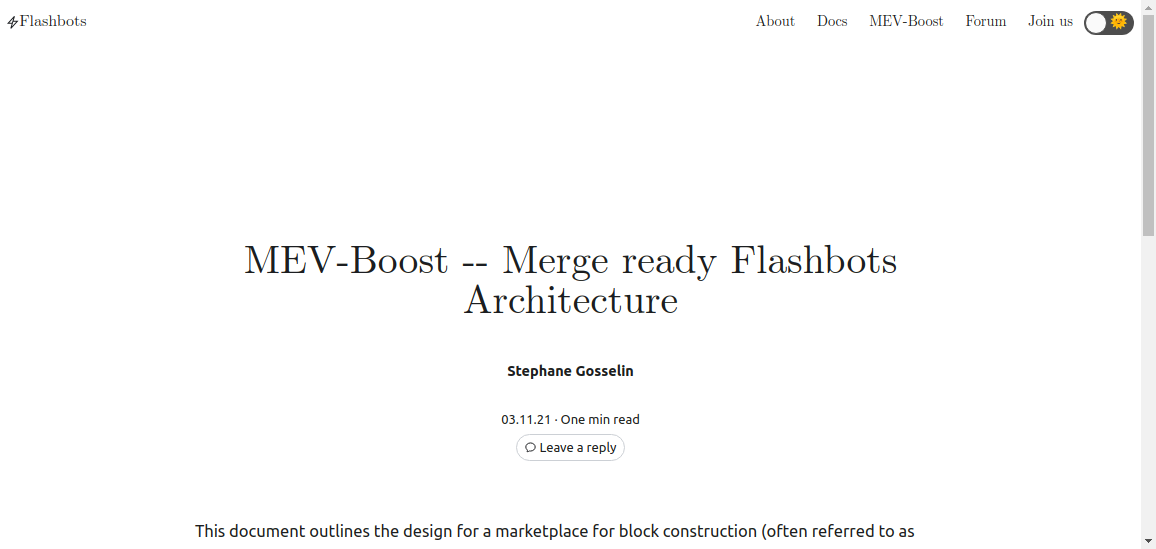 Flashbots
About Docs MEV-Boost Forum Join us
MEV-Boost -- Merge ready Flashbots
Architecture
Stephane Gosselin
03.11.21 · One min read
Leave a reply
This document outlines the design for a marketplace for block construction (often referred to as